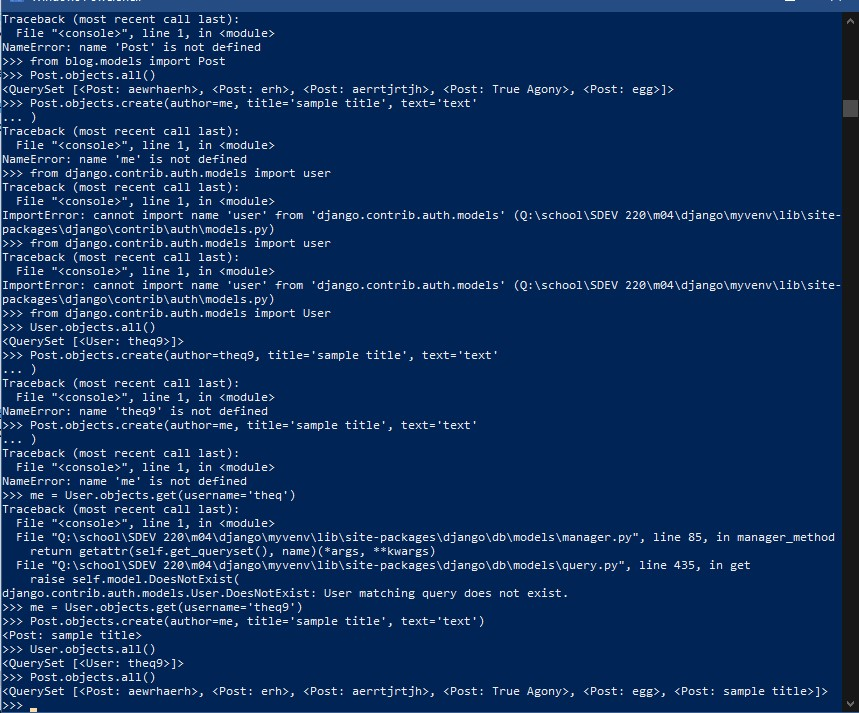 Traceback (most recent call last):
  File "<console>", line 1, in <module>
NameError: name 'Post' is not defined
>>> from blog.models import Post
>>> Post.objects.all()
<QuerySet [<Post: aewrhaerh>, <Post: erh>, <Post: aerrtjrtjh>, <Post: True Agony>, <Post: egg>]>
>>> Post.objects.create(author=me, title='sample title', text='text'
... )
Traceback (most recent call last):
  File "<console>", line 1, in <module>
NameError: name 'me' is not defined
>>> from django.contrib.auth.models import user
Traceback (most recent call last):
  File "<console>", line 1, in <module>
ImportError: cannot import name 'user' from 'django.contrib.auth.models' (Q:\school\SDEV 220\m04\django\myvenv\lib\site-
packages\django\contrib\auth\models.py)
>>> from django.contrib.auth.models import user
Traceback (most recent call last):
  File "<console>", line 1, in <module>
ImportError: cannot import name 'user' from 'django.contrib.auth.models' (Q:\school\SDEV 220\m04\django\myvenv\lib\site-
packages\django\contrib\auth\models.py)
>>> from django.contrib.auth.models import User
>>> User.objects.all()
<QuerySet [<User: theq9>]>
>>> Post.objects.create(author=theq9, title='sample title', text='text'
... )
Traceback (most recent call last):
  File "<console>", line 1, in <module>
NameError: name 'theq9' is not defined
>>> Post.objects.create(author=me, title='sample title', text='text'
... )
Traceback (most recent call last):
  File "<console>", line 1, in <module>
NameError: name 'me' is not defined
>>> me = User.objects.get(username='theq')
Traceback (most recent call last):
  File "<console>", line 1, in <module>
  File "Q:\school\SDEV 220\m04\django\myvenv\lib\site-packages\django\db\models\manager.py", line 85, in manager_method
    return getattr(self.get_queryset(), name)(*args, **kwargs)
  File "Q:\school\SDEV 220\m04\django\myvenv\lib\site-packages\django\db\models\query.py", line 435, in get
    raise self.model.DoesNotExist(
django.contrib.auth.models.User.DoesNotExist: User matching query does not exist.
>>> me = User.objects.get(username='theq9')
>>> Post.objects.create(author=me, title='sample title', text='text')
<Post: sample title>
>>> User.objects.all()
<QuerySet [<User: theq9>]>
>>> Post.objects.all()
<QuerySet [<Post: aewrhaerh>, <Post: erh>, <Post: aerrtjrtjh>, <Post: True Agony>, <Post: egg>, <Post: sample title>]>
>>>